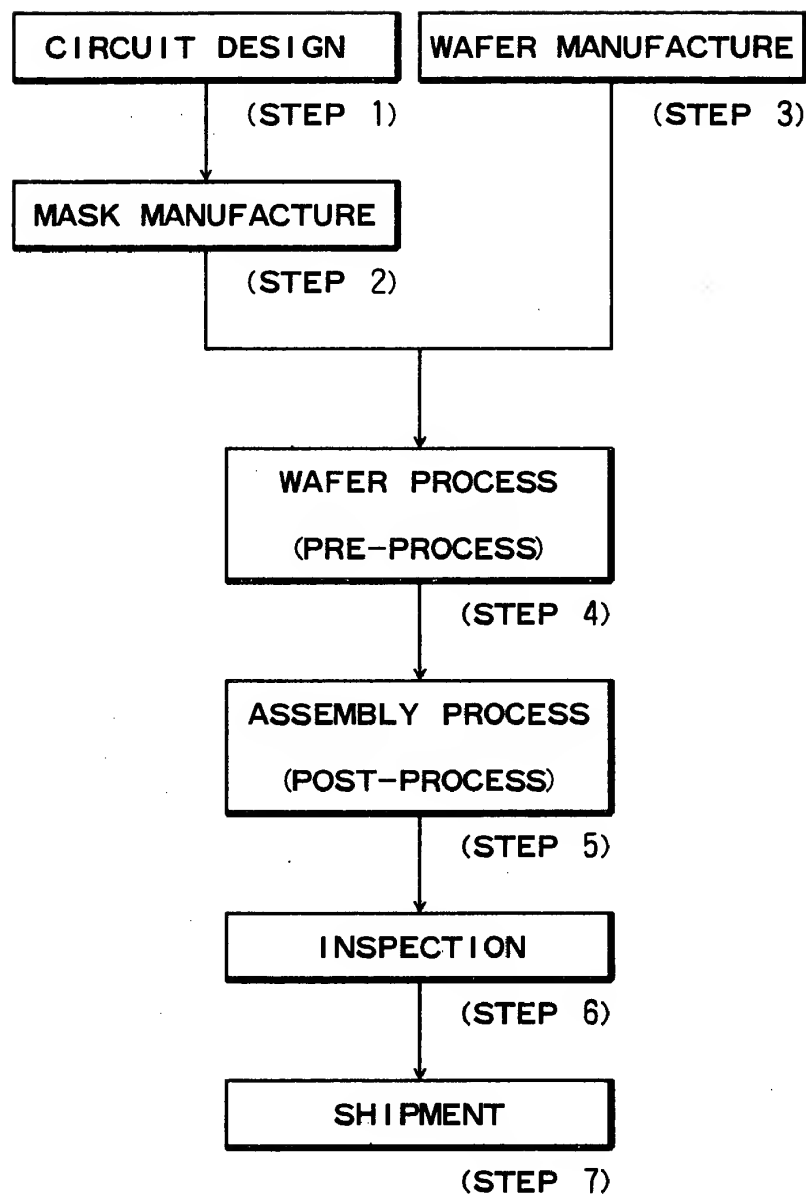 CIRCUIT DESIGN
(STEP 1)
MASK MANUFACTURE
(STEP 2)
WAFER MANUFACTURE
(STEP 3)
WAFER PROCESS
(PRE-PROCESS)
(STEP 4)
ASSEMBLY PROCESS
(POST-PROCESS)
(STEP 5)
INSPECTION
(STEP 6)
SHIPMENT
(STEP 7)